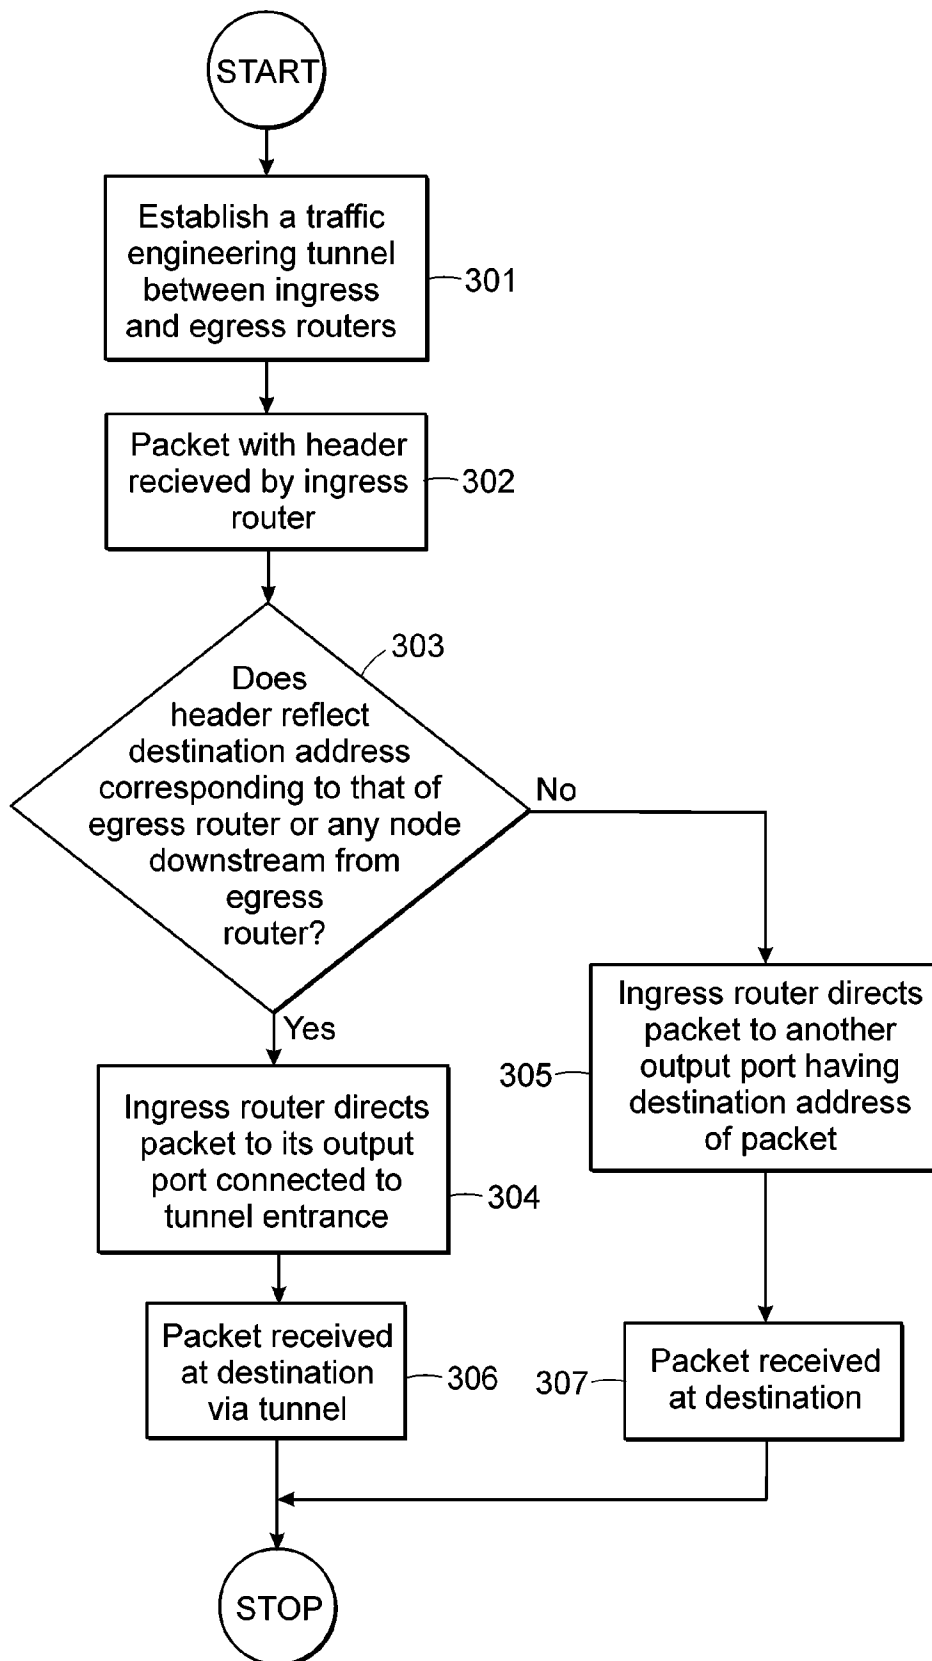 START
Establish a traffic
engineering tunnel
between ingress
and egress routers
301
Packet with header
recieved by ingress
router
302
303
Does
header reflect
destination address
corresponding to that of
egress router or any node
downstream from
egress
router?
No
Yes
Ingress router directs
packet to its output
port connected to
tunnel entrance
304
305
Ingress router directs
packet to another
output port having
destination address
of packet
Packet received
at destination
via tunnel
306
307
Packet received
at destination
STOP